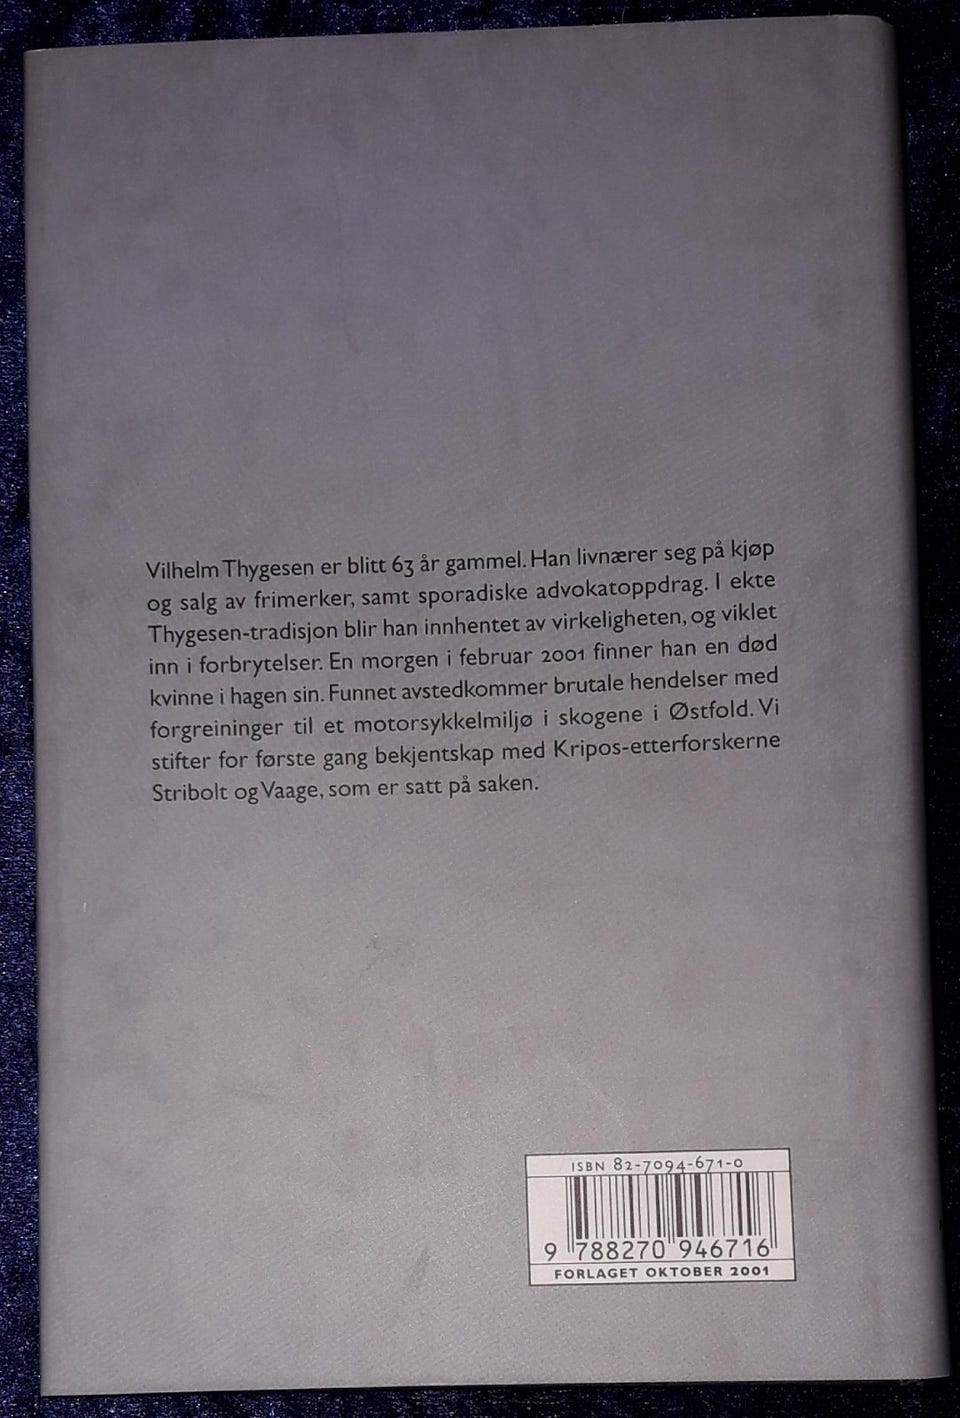 Vilhelm Thygesen er blitt 63 år gammel. Han livnærer seg på kjøp
og salg av frimerker, samt sporadiske advokatoppdrag. I ekte
Thygesen-tradisjon blir han innhentet av virkeligheten, og viklet
inn i forbrytelser. En morgen i februar 2001 finner han en død
kvinne i hagen sin. Funnet avstedkommer brutale hendelser med
forgreininger til et motorsykkelmiljø i skogene i Østfold. Vi
stifter for første gang bekjentskap med Kripos-etterforskerne
Stribolt og Vaage, som er satt på saken.
ISBN 82-7094-671-0
9 788270 946716
FORLAGET OKTOBER 2001